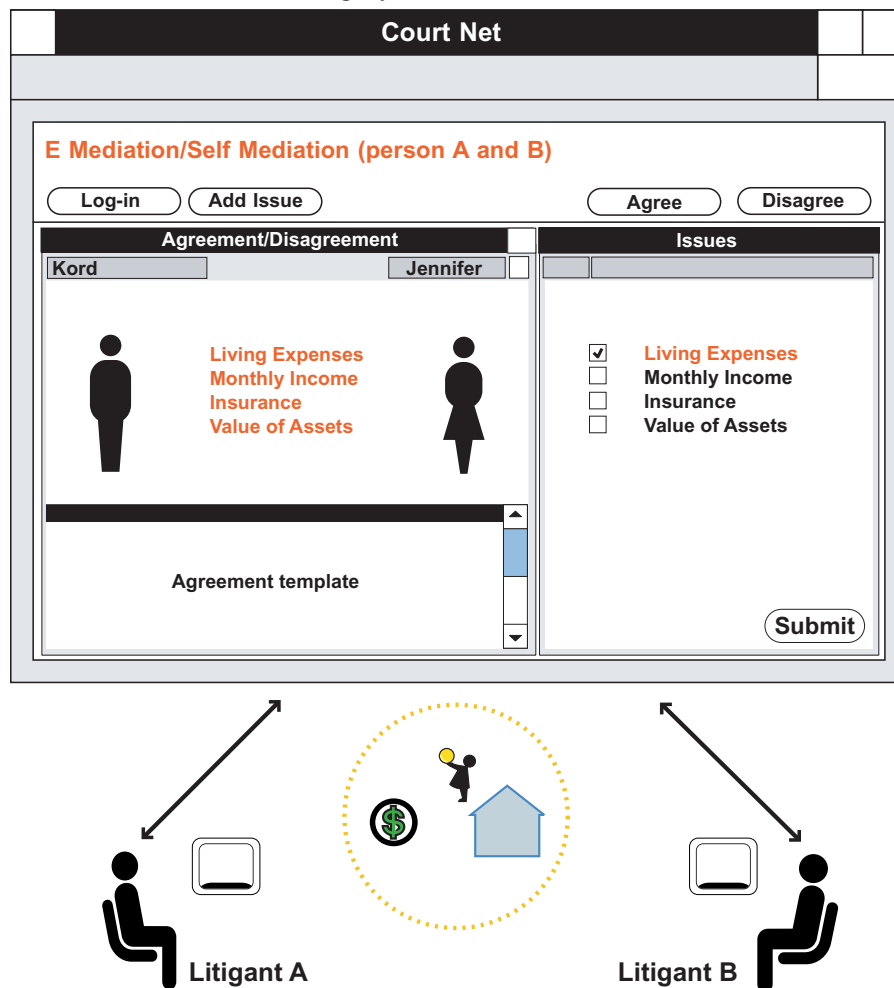 Court Net
E Mediation/Self Mediation (person A and B)
Log-in
Add Issue
Agree
Disagree
Agreement/Disagreement
Issues
Kord
Jennifer
Living Expenses
Monthly Income
Insurance
Value of Assets
Living Expenses
Monthly Income
Insurance
Value of Assets
Agreement template
Submit
$
Litigant A
Litigant B